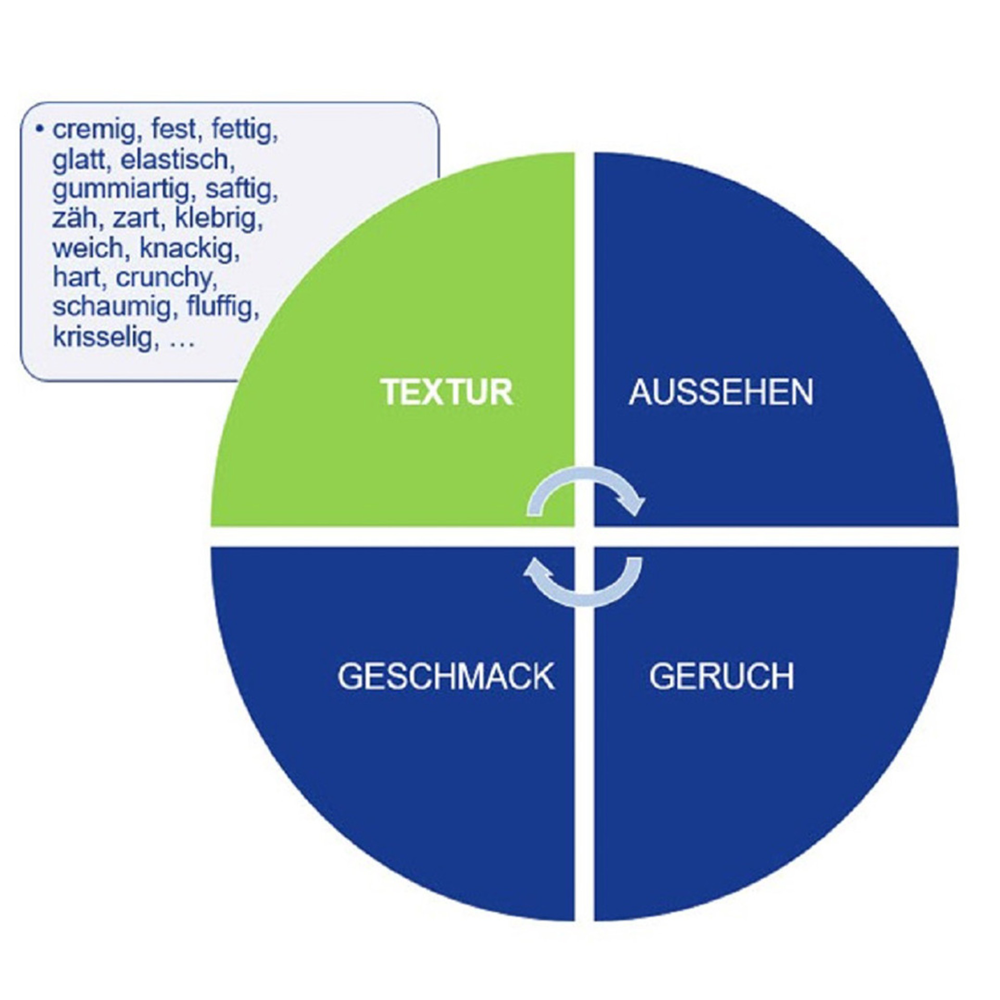 • cremig, fest, fettig,
glatt, elastisch,
gummiartig, saftig,
zäh, zart, klebrig,
weich, knackig,
hart, crunchy,
schaumig, fluffig,
krisselig, …
TEXTUR
AUSSEHEN
GESCHMACK
GERUCH